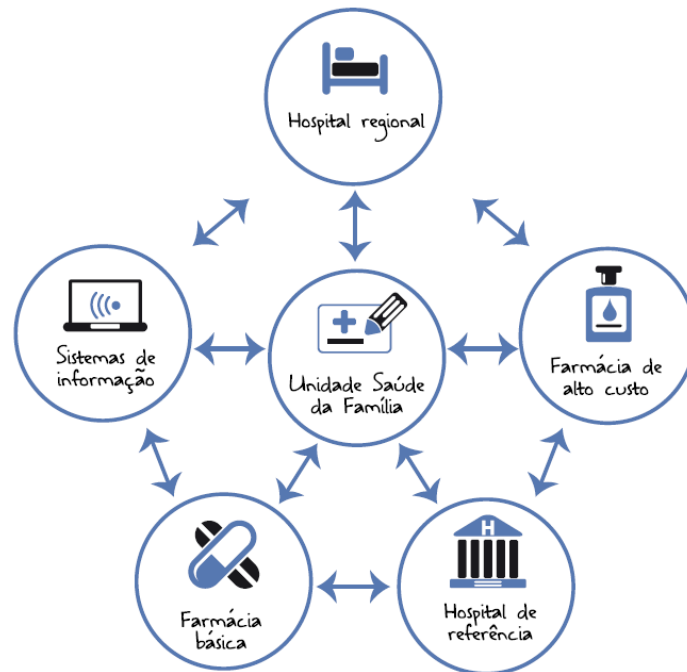 Hospital regional
Sistemas de
informação
Unidade Saúde
da Família
Farmácia de
alto custo
Farmácia
básica
H
Hospital de
referência